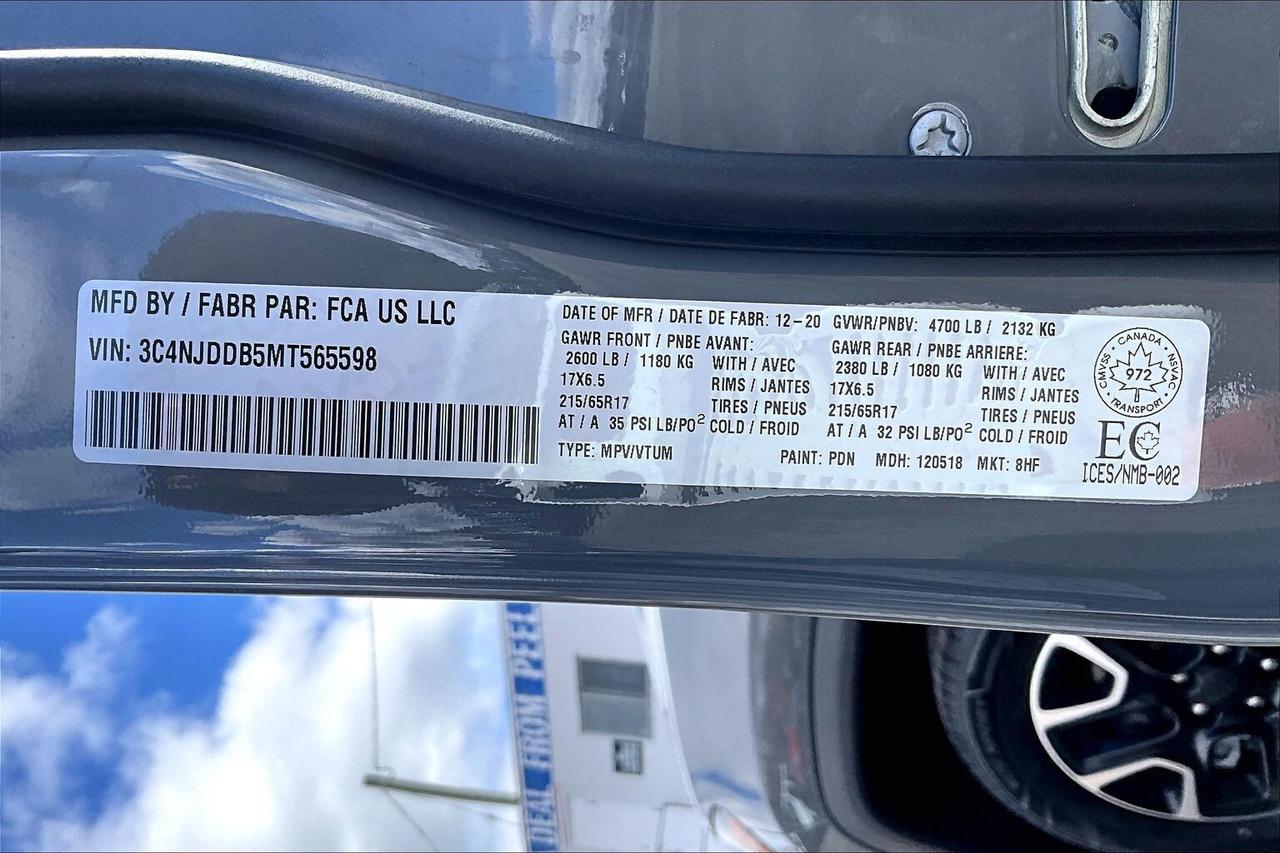 MFD BY / FABR PAR: FCA US LLC
VIN: 3C4NJDDB5MT565598
DATE OF MFR / DATE DE FABR: 12-20 GVWR/PNBV: 4700 LB / 2132 KG
GAWR FRONT / PNBE AVANT: GAWR REAR / PNBE ARRIERE:
2600 LB / 1180 KG WITH / AVEC 2380 LB / 1080 KG WITH / AVEC
17X6.5 RIMS / JANTES 17X6.5 RIMS / JANTES
215/65R17 TIRES / PNEUS 215/65R17 TIRES / PNEUS
AT / A 35 PSI LB/PO² COLD / FROID AT / A 32 PSI LB/PO² COLD / FROID
TYPE: MPV/VTUM PAINT: PDN MDH: 120518 MKT: 8HF
CANADA
CMVSS 972 NSVAC
TRANSPORT
EC
ICES/NMB-002
DEAL FROM PEEL